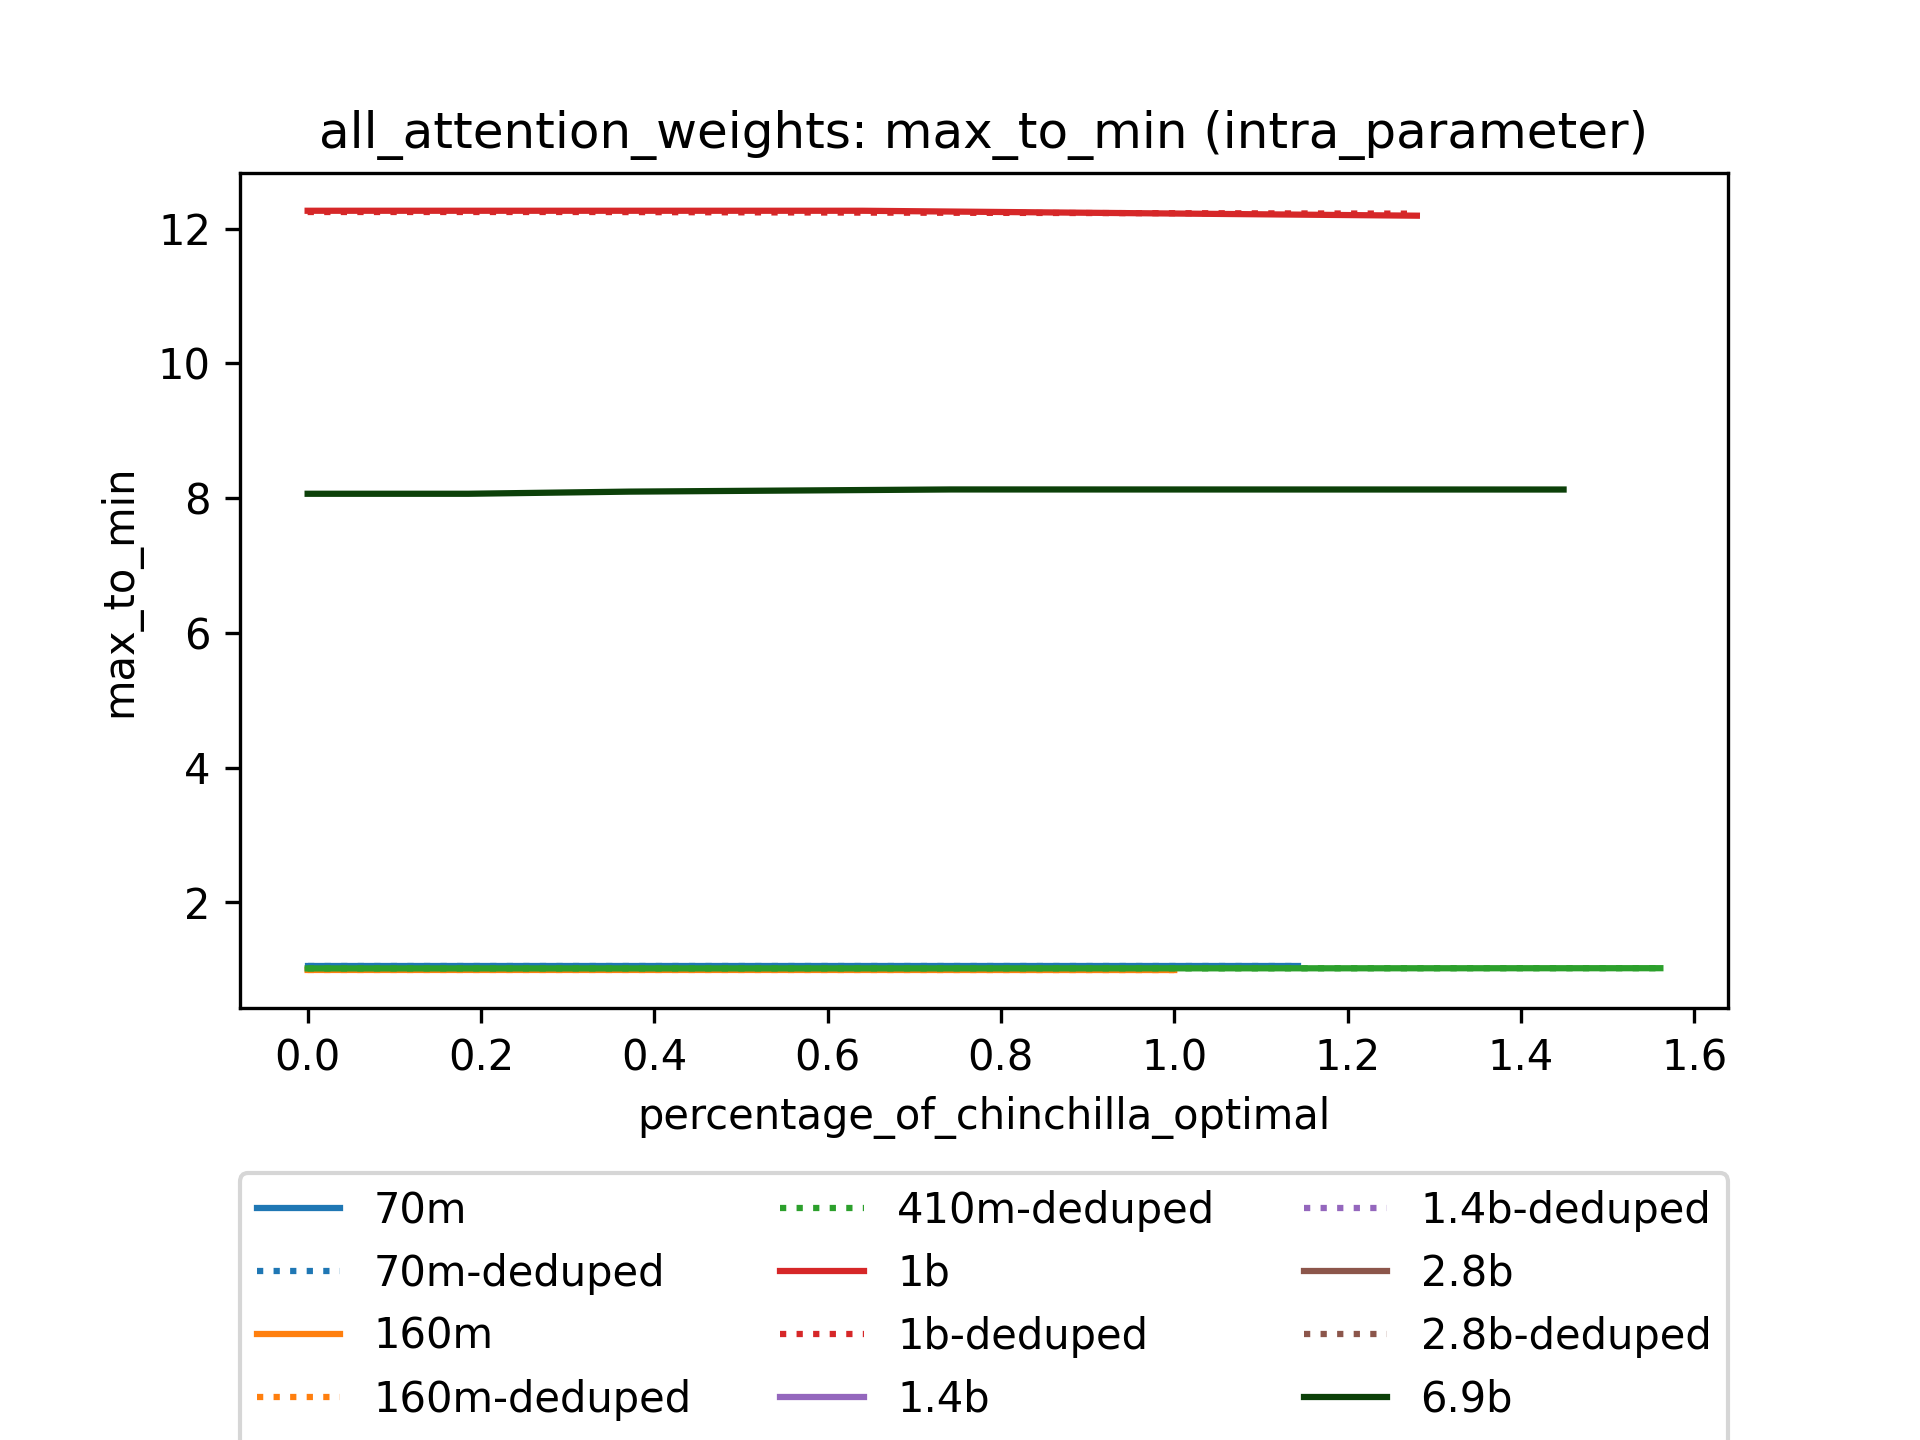 all_attention_weights: max_to_min (intra_parameter)
max_to_min
12
10
8
6
4
2
0.0 0.2 0.4 0.6 0.8 1.0 1.2 1.4 1.6
percentage_of_chinchilla_optimal
70m
70m-deduped
160m
160m-deduped
410m-deduped
1b
1b-deduped
1.4b
1.4b-deduped
2.8b
2.8b-deduped
6.9b